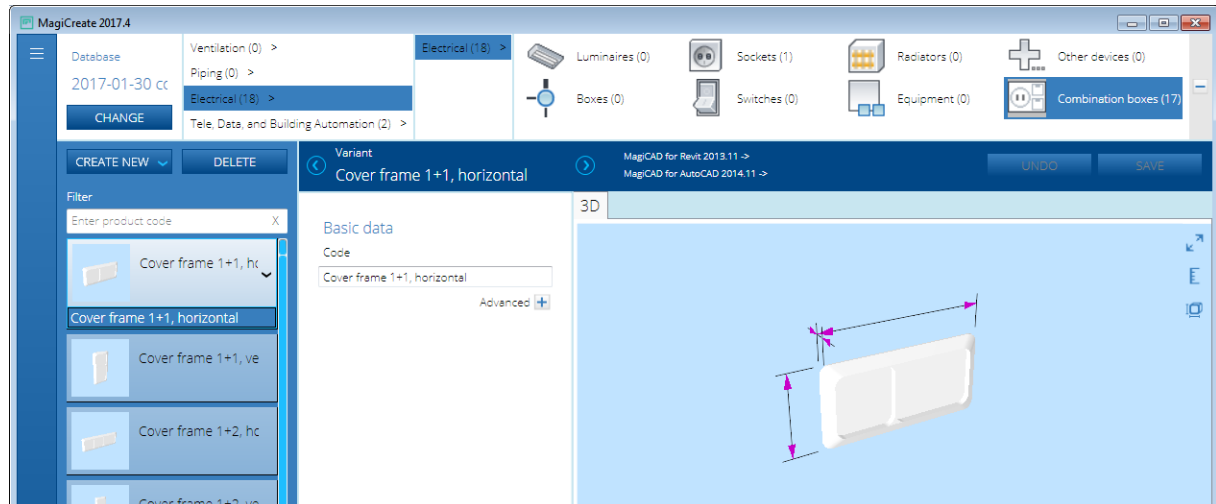 MagiCreate 2017.4
Database
2017-01-30 cc
CHANGE
Ventilation (0) >
Piping (0) >
Electrical (18) >
Tele, Data, and Building Automation (2) >
Electrical (18) >
Luminaires (0)
Sockets (1)
Radiators (0)
Other devices (0)
Boxes (0)
Switches (0)
Equipment (0)
Combination boxes (17)
CREATE NEW
DELETE
Variant
Cover frame 1+1, horizontal
MagiCAD for Revit 2013.11 ->
MagiCAD for AutoCAD 2014.11 ->
UNDO
SAVE
Filter
Enter product code X
Cover frame 1+1, hc
Cover frame 1+1, horizontal
Cover frame 1+1, ve
Cover frame 1+2, hc
Cover frame 1+2, ve
Basic data
Code
Cover frame 1+1, horizontal
Advanced +
3D